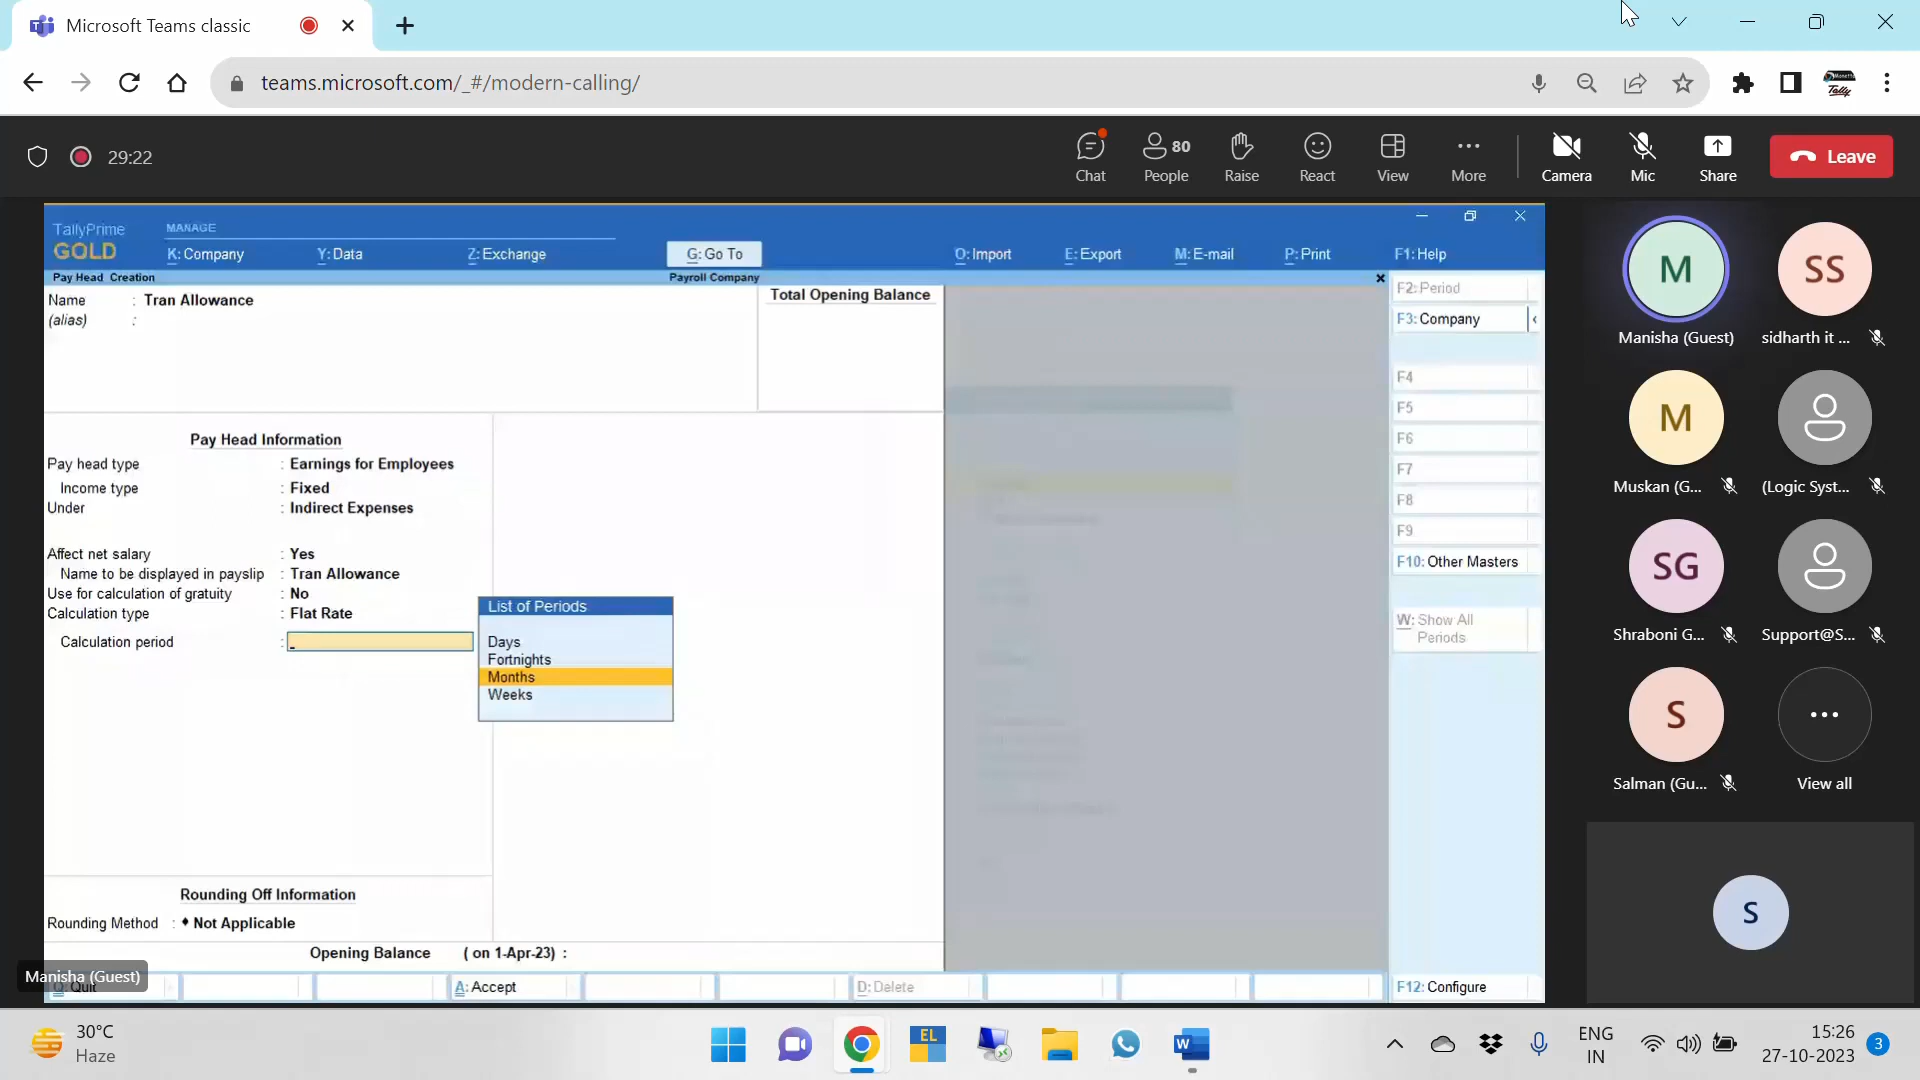 Microsoft Teams classic
teams.microsoft.com/_#/modern-calling/
29:22
Chat
80
People
Raise
React
View
More
Camera
Mic
Share
Leave
TallyPrime
GOLD
MANAGE
K: Company
Y: Data
Z: Exchange
G: Go To
O: Import
E: Export
M: E-mail
P: Print
F1: Help
Pay Head Creation
Payroll Company
Name : Tran Allowance
(alias) :
Total Opening Balance
Pay Head Information
Pay head type : Earnings for Employees
Income type : Fixed
Under : Indirect Expenses
Affect net salary : Yes
Name to be displayed in payslip : Tran Allowance
Use for calculation of gratuity : No
Calculation type : Flat Rate
Calculation period :
List of Periods
Days
Fortnights
Months
Weeks
Rounding Off Information
Rounding Method : ♦ Not Applicable
Opening Balance ( on 1-Apr-23) :
Q: Quit
A: Accept
D: Delete
F2: Period
F3: Company
F4
F5
F6
F7
F8
F9
F10: Other Masters
W: Show All
Periods
F12: Configure
Manisha (Guest)
M
Manisha (Guest)
SS
sidharth it ...
M
Muskan (G...
(Logic Syst...
SG
Shraboni G...
Support@S...
S
Salman (Gu...
View all
S
30°C
Haze
EL
W
ENG
IN
15:26
27-10-2023
3